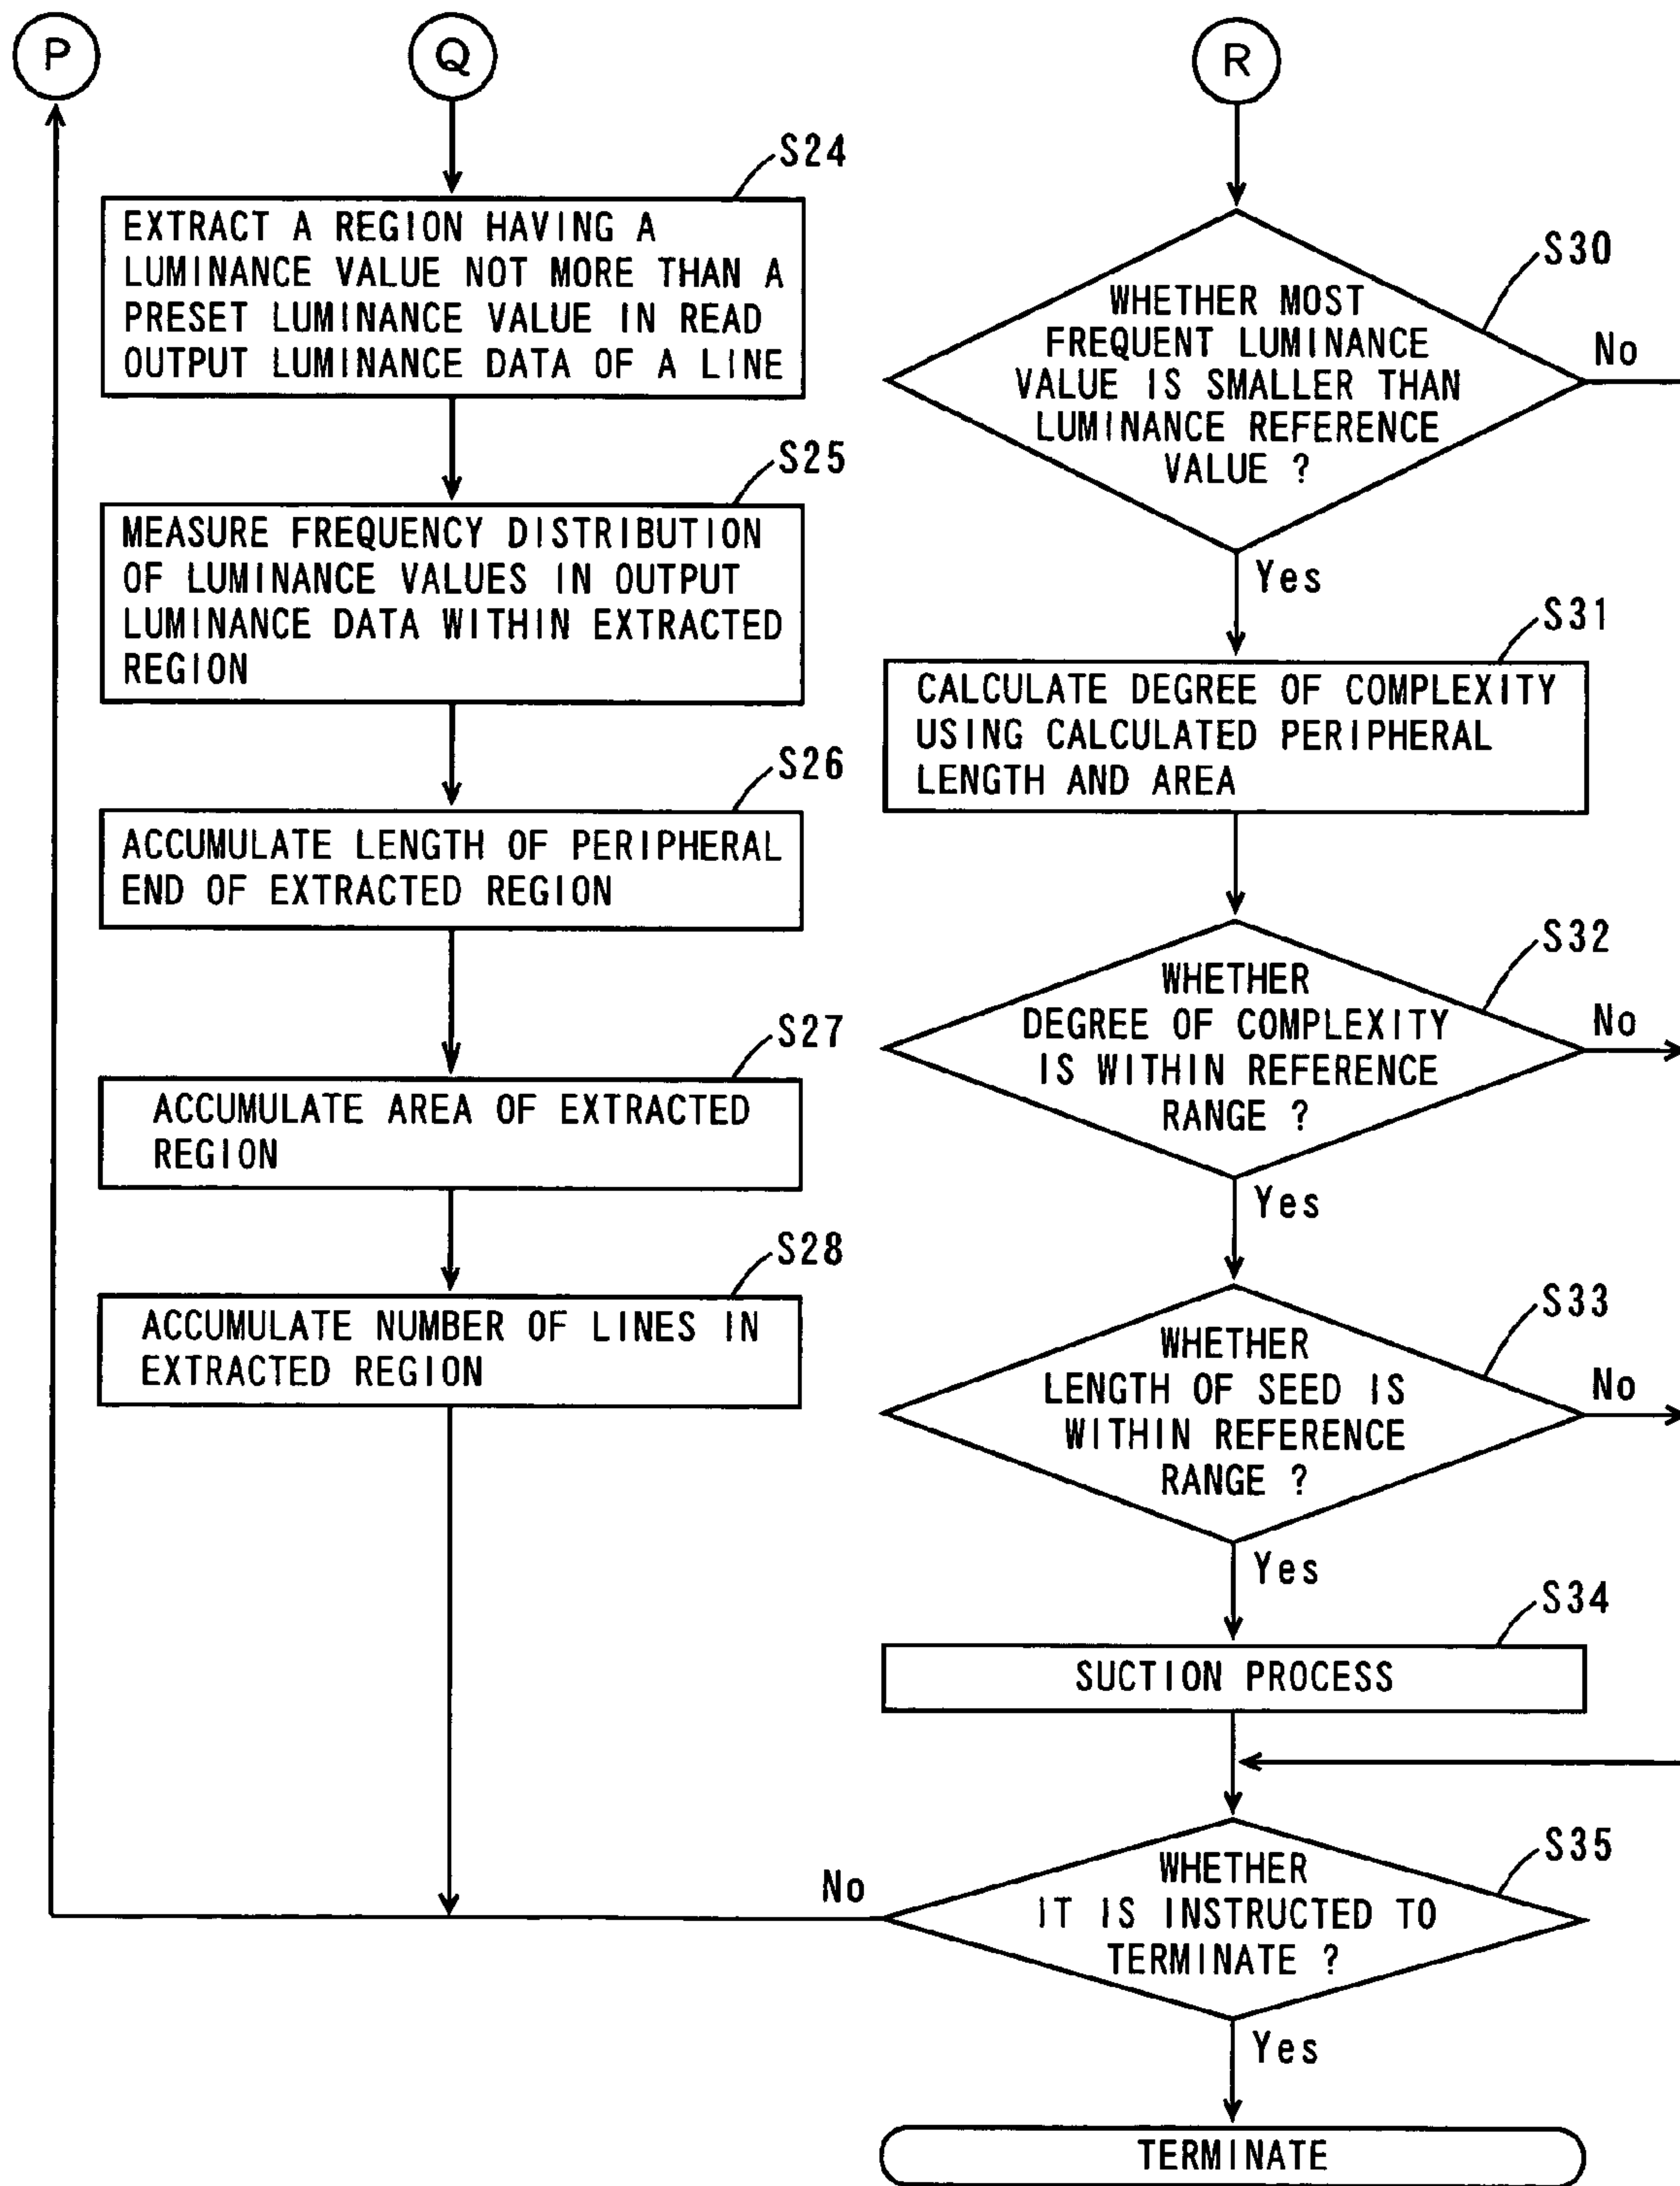 P
Q
S24
EXTRACT A REGION HAVING A
LUMINANCE VALUE NOT MORE THAN A
PRESET LUMINANCE VALUE IN READ
OUTPUT LUMINANCE DATA OF A LINE
S25
MEASURE FREQUENCY DISTRIBUTION
OF LUMINANCE VALUES IN OUTPUT
LUMINANCE DATA WITHIN EXTRACTED
REGION
S26
ACCUMULATE LENGTH OF PERIPHERAL
END OF EXTRACTED REGION
S27
ACCUMULATE AREA OF EXTRACTED
REGION
S28
ACCUMULATE NUMBER OF LINES IN
EXTRACTED REGION
R
S30
WHETHER MOST
FREQUENT LUMINANCE
VALUE IS SMALLER THAN
LUMINANCE REFERENCE
VALUE ?
No
Yes
S31
CALCULATE DEGREE OF COMPLEXITY
USING CALCULATED PERIPHERAL
LENGTH AND AREA
S32
WHETHER
DEGREE OF COMPLEXITY
IS WITHIN REFERENCE
RANGE ?
No
Yes
S33
WHETHER
LENGTH OF SEED IS
WITHIN REFERENCE
RANGE ?
No
Yes
S34
SUCTION PROCESS
S35
WHETHER
IT IS INSTRUCTED TO
TERMINATE ?
No
Yes
TERMINATE